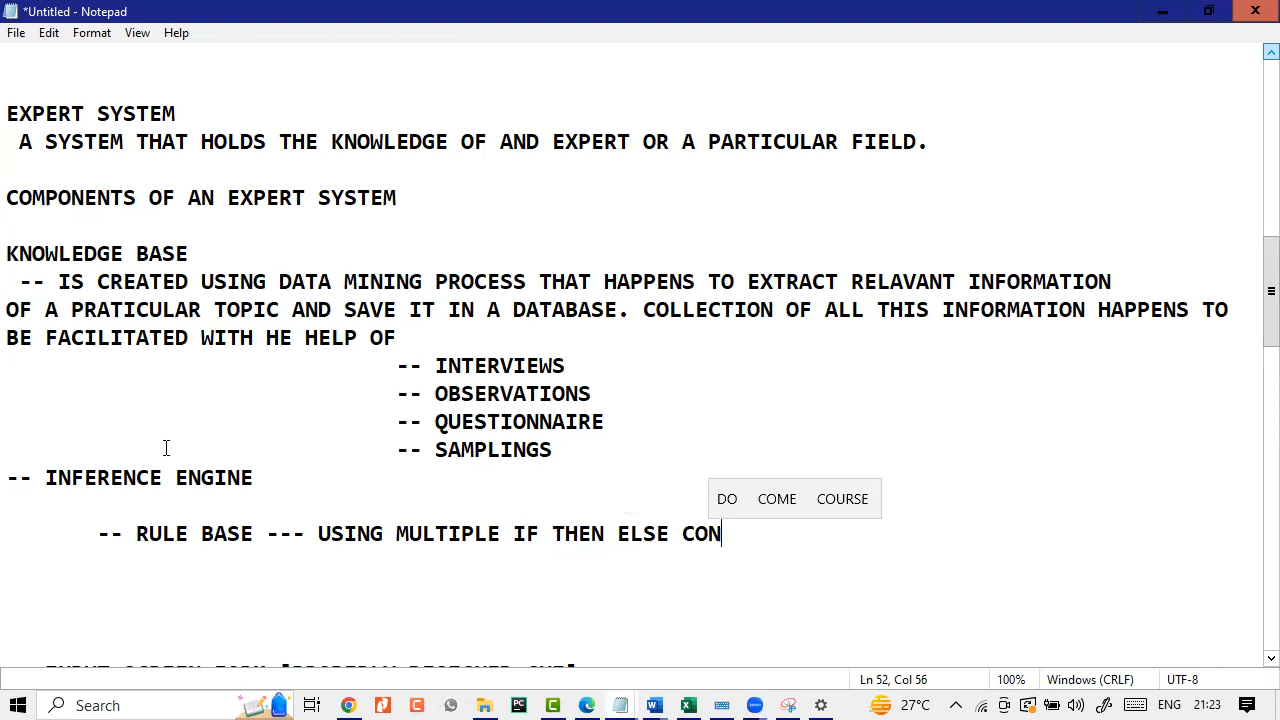 *Untitled - Notepad
File Edit Format View Help
EXPERT SYSTEM
A SYSTEM THAT HOLDS THE KNOWLEDGE OF AND EXPERT OR A PARTICULAR FIELD.
COMPONENTS OF AN EXPERT SYSTEM
KNOWLEDGE BASE
-- IS CREATED USING DATA MINING PROCESS THAT HAPPENS TO EXTRACT RELAVANT INFORMATION
OF A PRATICULAR TOPIC AND SAVE IT IN A DATABASE. COLLECTION OF ALL THIS INFORMATION HAPPENS TO
BE FACILITATED WITH HE HELP OF
-- INTERVIEWS
-- OBSERVATIONS
-- QUESTIONNAIRE
-- SAMPLINGS
-- INFERENCE ENGINE
DO COME COURSE
-- RULE BASE --- USING MULTIPLE IF THEN ELSE CON
Ln 52, Col 56 100% Windows (CRLF) UTF-8
Search 27°C ENG 21:23